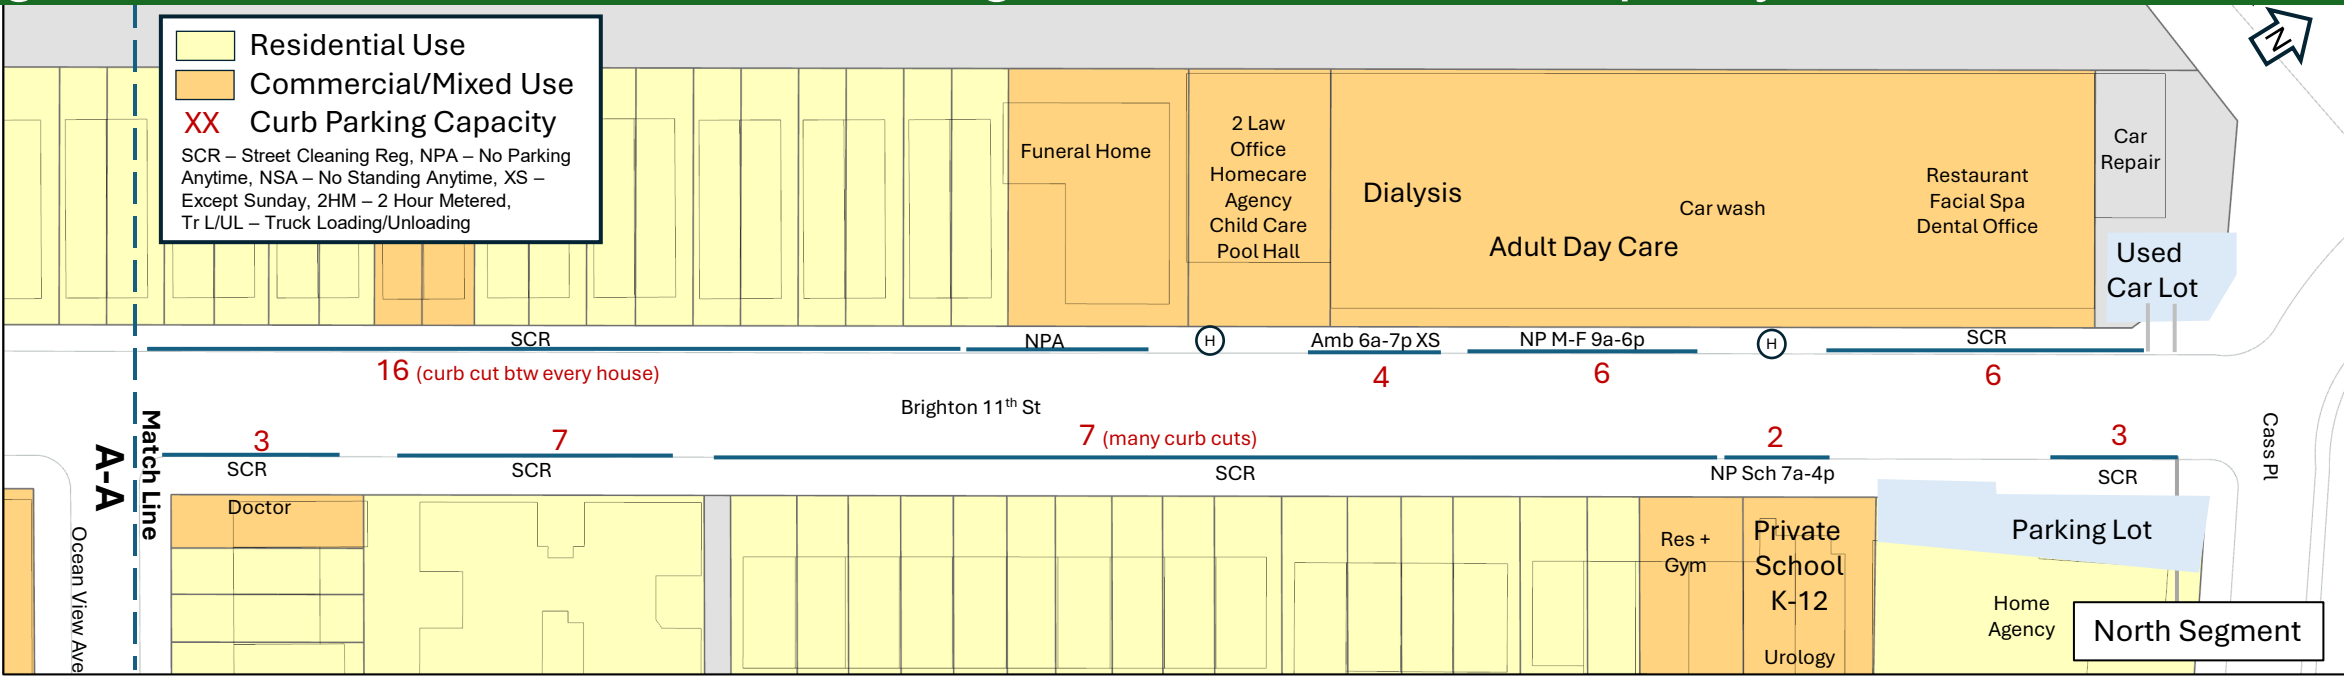 N
Residential Use
Commercial/Mixed Use
XX Curb Parking Capacity
SCR – Street Cleaning Reg, NPA – No Parking
Anytime, NSA – No Standing Anytime, XS –
Except Sunday, 2HM – 2 Hour Metered,
Tr L/UL – Truck Loading/Unloading
Funeral Home
2 Law
Office
Homecare
Agency
Child Care
Pool Hall
Dialysis
Adult Day Care
Car wash
Restaurant
Facial Spa
Dental Office
Car
Repair
Used
Car Lot
SCR
NPA
H
Amb 6a-7p XS
NP M-F 9a-6p
H
SCR
16 (curb cut btw every house)
4
6
6
Brighton 11th St
Match Line
A-A
Ocean View Ave
Cass Pl
3
7
7 (many curb cuts)
2
3
SCR
SCR
SCR
NP Sch 7a-4p
SCR
Doctor
Res +
Gym
Private
School
K-12
Urology
Parking Lot
Home
Agency
North Segment